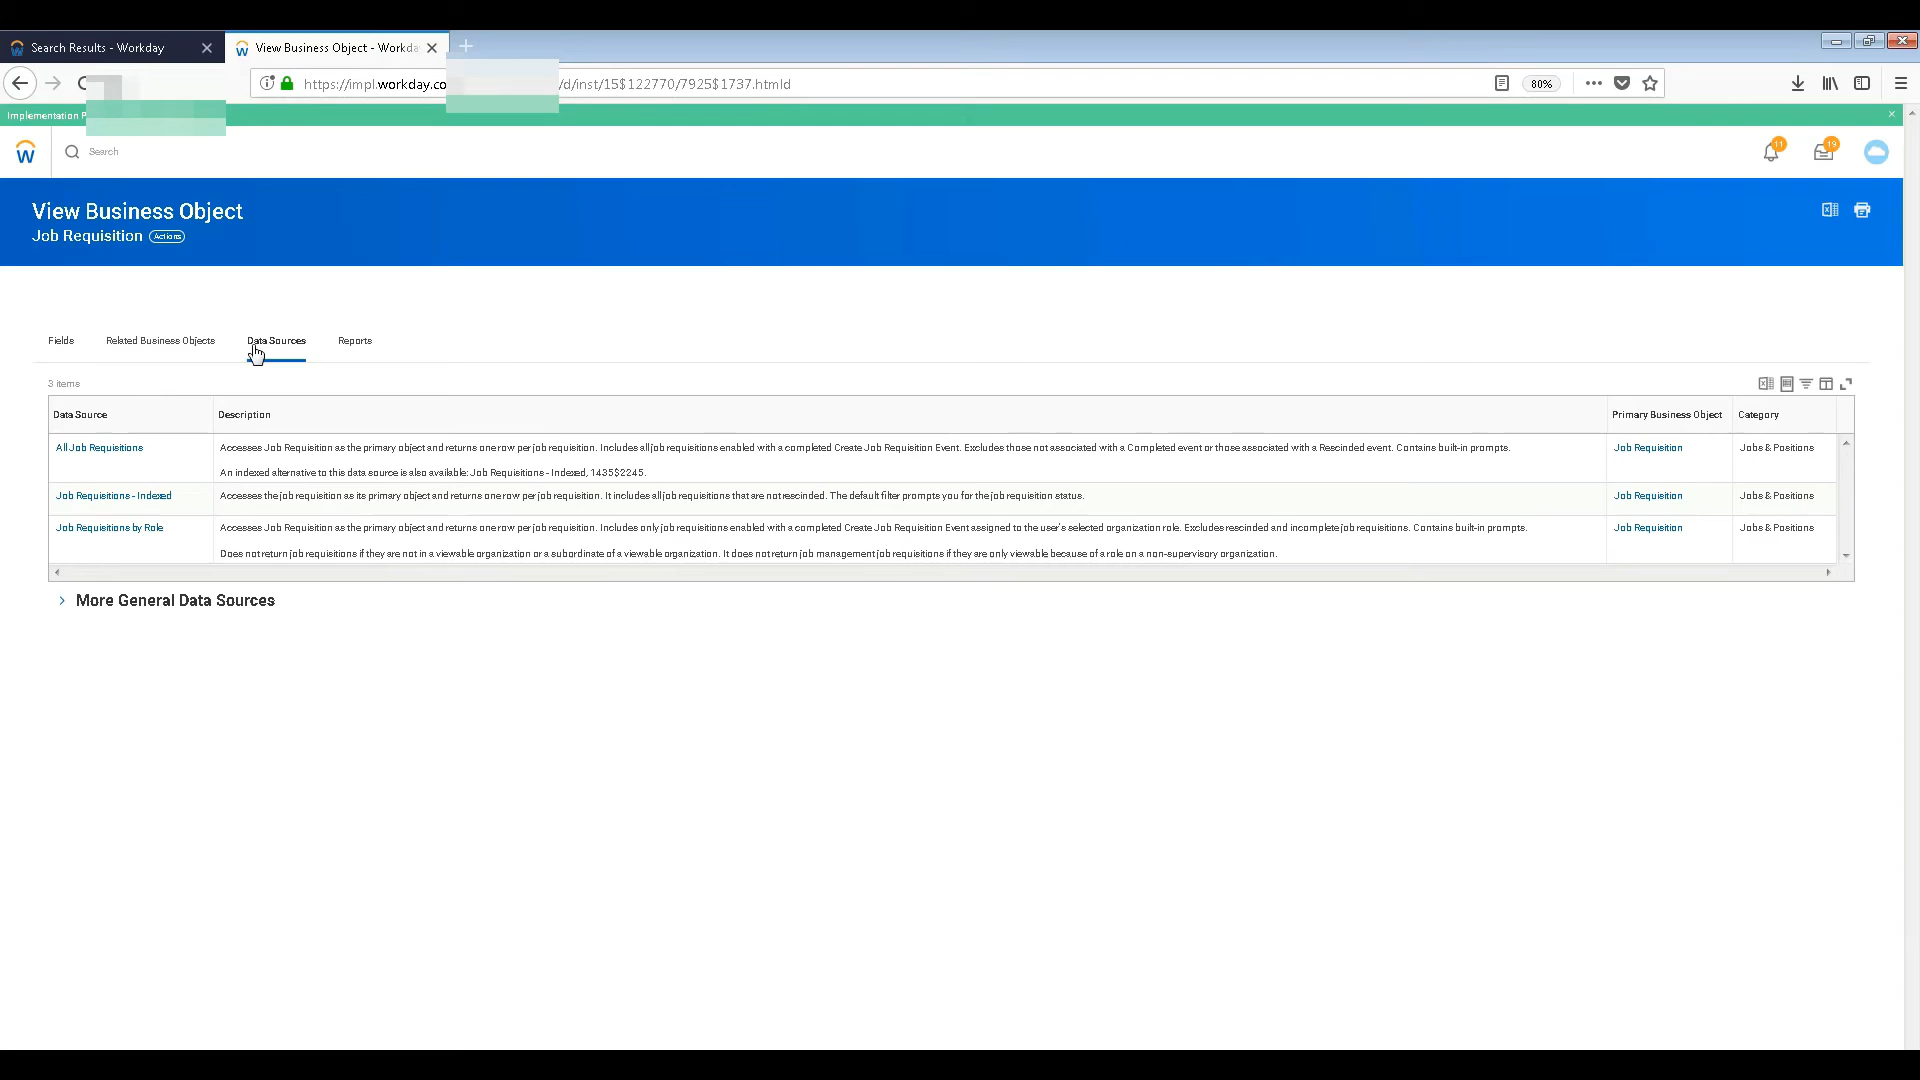 Search Results - Workday
View Business Object - Workda
https://impl.workday.co
/d/inst/15$122770/7925$1737.htmld
80%
Implementation
Search
11
19
View Business Object
Job Requisition Actions
Fields
Related Business Objects
Data Sources
Reports
3 items
Data Source
Description
Primary Business Object
Category
All Job Requisitions
Accesses Job Requisition as the primary object and returns one row per job requisition. Includes all job requisitions enabled with a completed Create Job Requisition Event. Excludes those not associated with a Completed event or those associated with a Rescinded event. Contains built-in prompts.
An indexed alternative to this data source is also available: Job Requisitions - Indexed, 1435$2245.
Job Requisition
Jobs & Positions
Job Requisitions - Indexed
Accesses the job requisition as its primary object and returns one row per job requisition. It includes all job requisitions that are not rescinded. The default filter prompts you for the job requisition status.
Job Requisition
Jobs & Positions
Job Requisitions by Role
Accesses Job Requisition as the primary object and returns one row per job requisition. Includes only job requisitions enabled with a completed Create Job Requisition Event assigned to the user's selected organization role. Excludes rescinded and incomplete job requisitions. Contains built-in prompts.
Does not return job requisitions if they are not in a viewable organization or a subordinate of a viewable organization. It does not return job management job requisitions if they are only viewable because of a role on a non-supervisory organization.
Job Requisition
Jobs & Positions
More General Data Sources